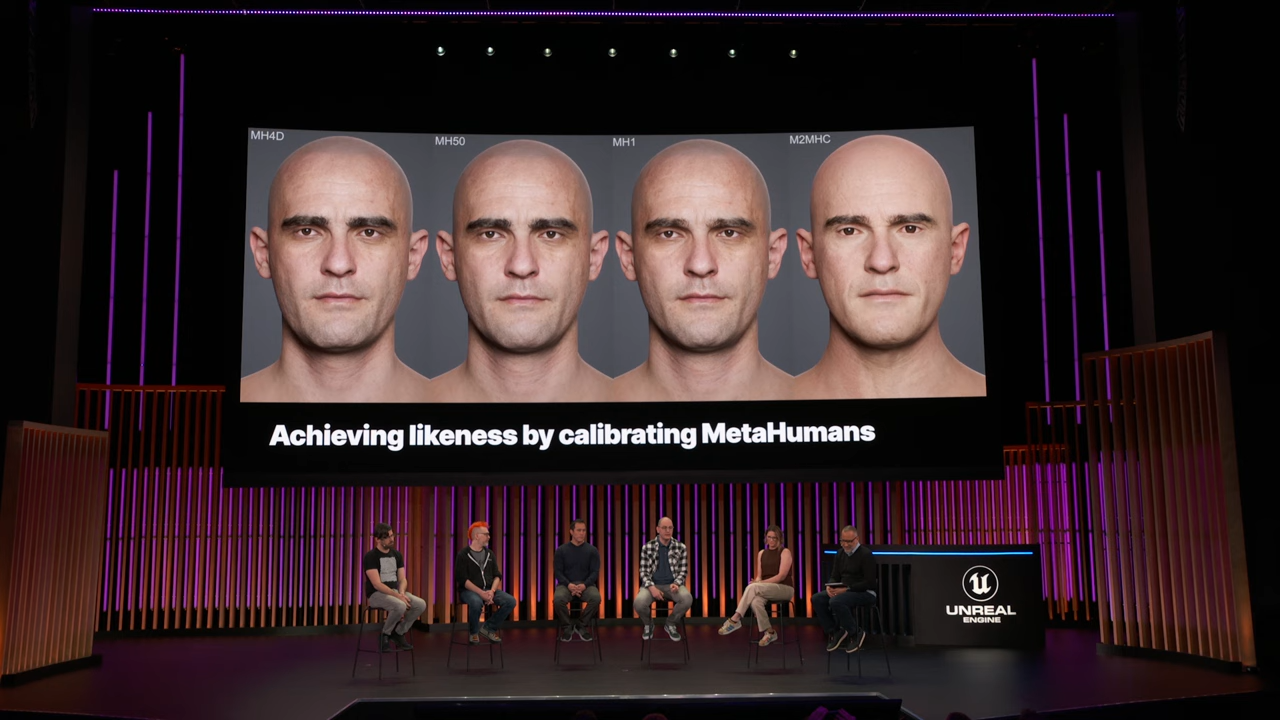 MH4D
MH50
MH1
M2MHC
Achieving likeness by calibrating MetaHumans
UNREAL
ENGINE